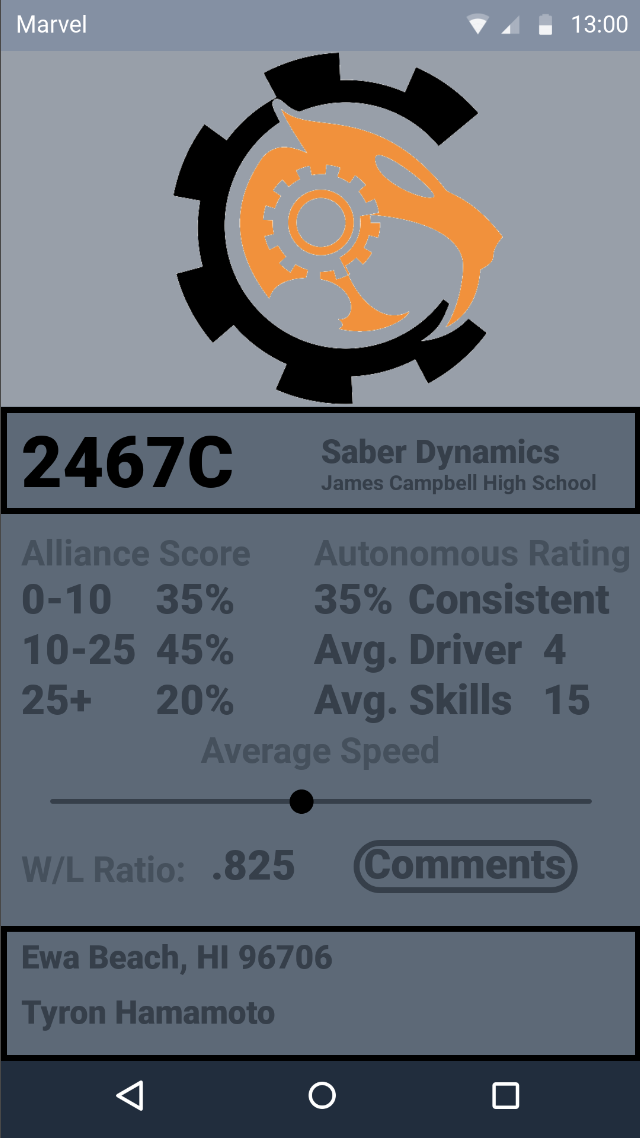 Marvel 13:00
2467C
Saber Dynamics
James Campbell High School
Alliance Score Autonomous Rating
0-10 35% 35% Consistent
10-25 45% Avg. Driver 4
25+ 20% Avg. Skills 15
Average Speed
W/L Ratio: .825 Comments
Ewa Beach, HI 96706
Tyron Hamamoto